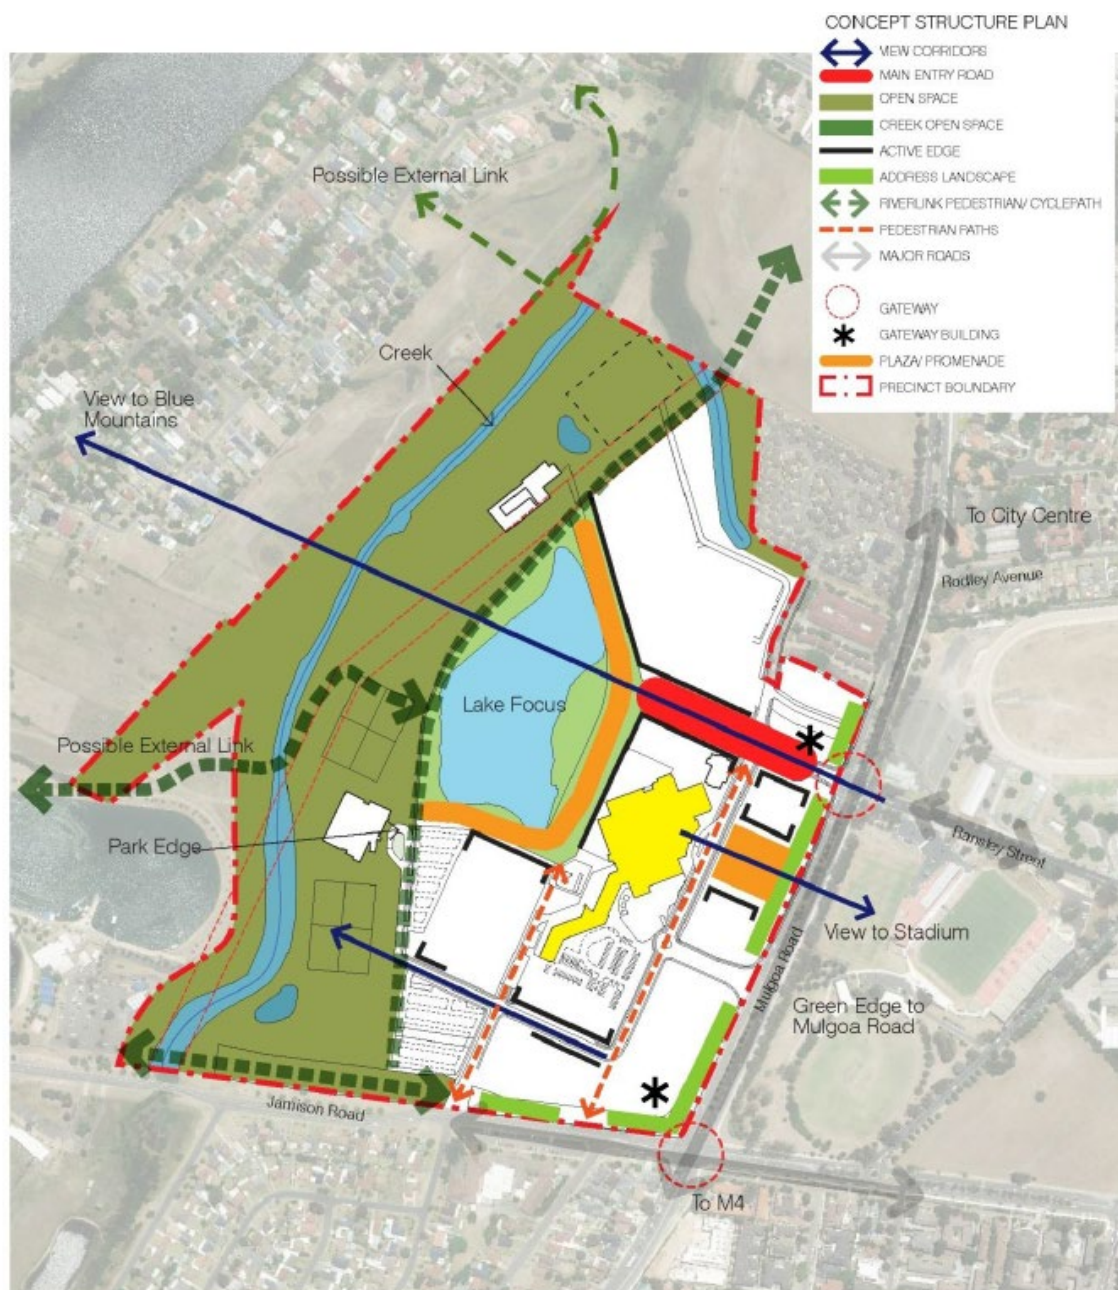 CONCEPT STRUCTURE PLAN
VIEW CORRIDORS
MAIN ENTRY ROAD
OPEN SPACE
CREEK OPEN SPACE
ACTIVE EDGE
ADDRESS LANDSCAPE
RIVERLINK PEDESTRIAN/ CYCLEPATH
PEDESTRIAN PATHS
MAJOR ROADS
GATEWAY
GATEWAY BUILDING
PLAZA/ PROMENADE
PRECINCT BOUNDARY
Possible External Link
Creek
View to Blue
Mountains
To City Centre
Rodley Avenue
Lake Focus
Possible External Link
Park Edge
Ransley Street
View to Stadium
Mulgoa Road
Green Edge to
Mulgoa Road
Jamison Road
To M4